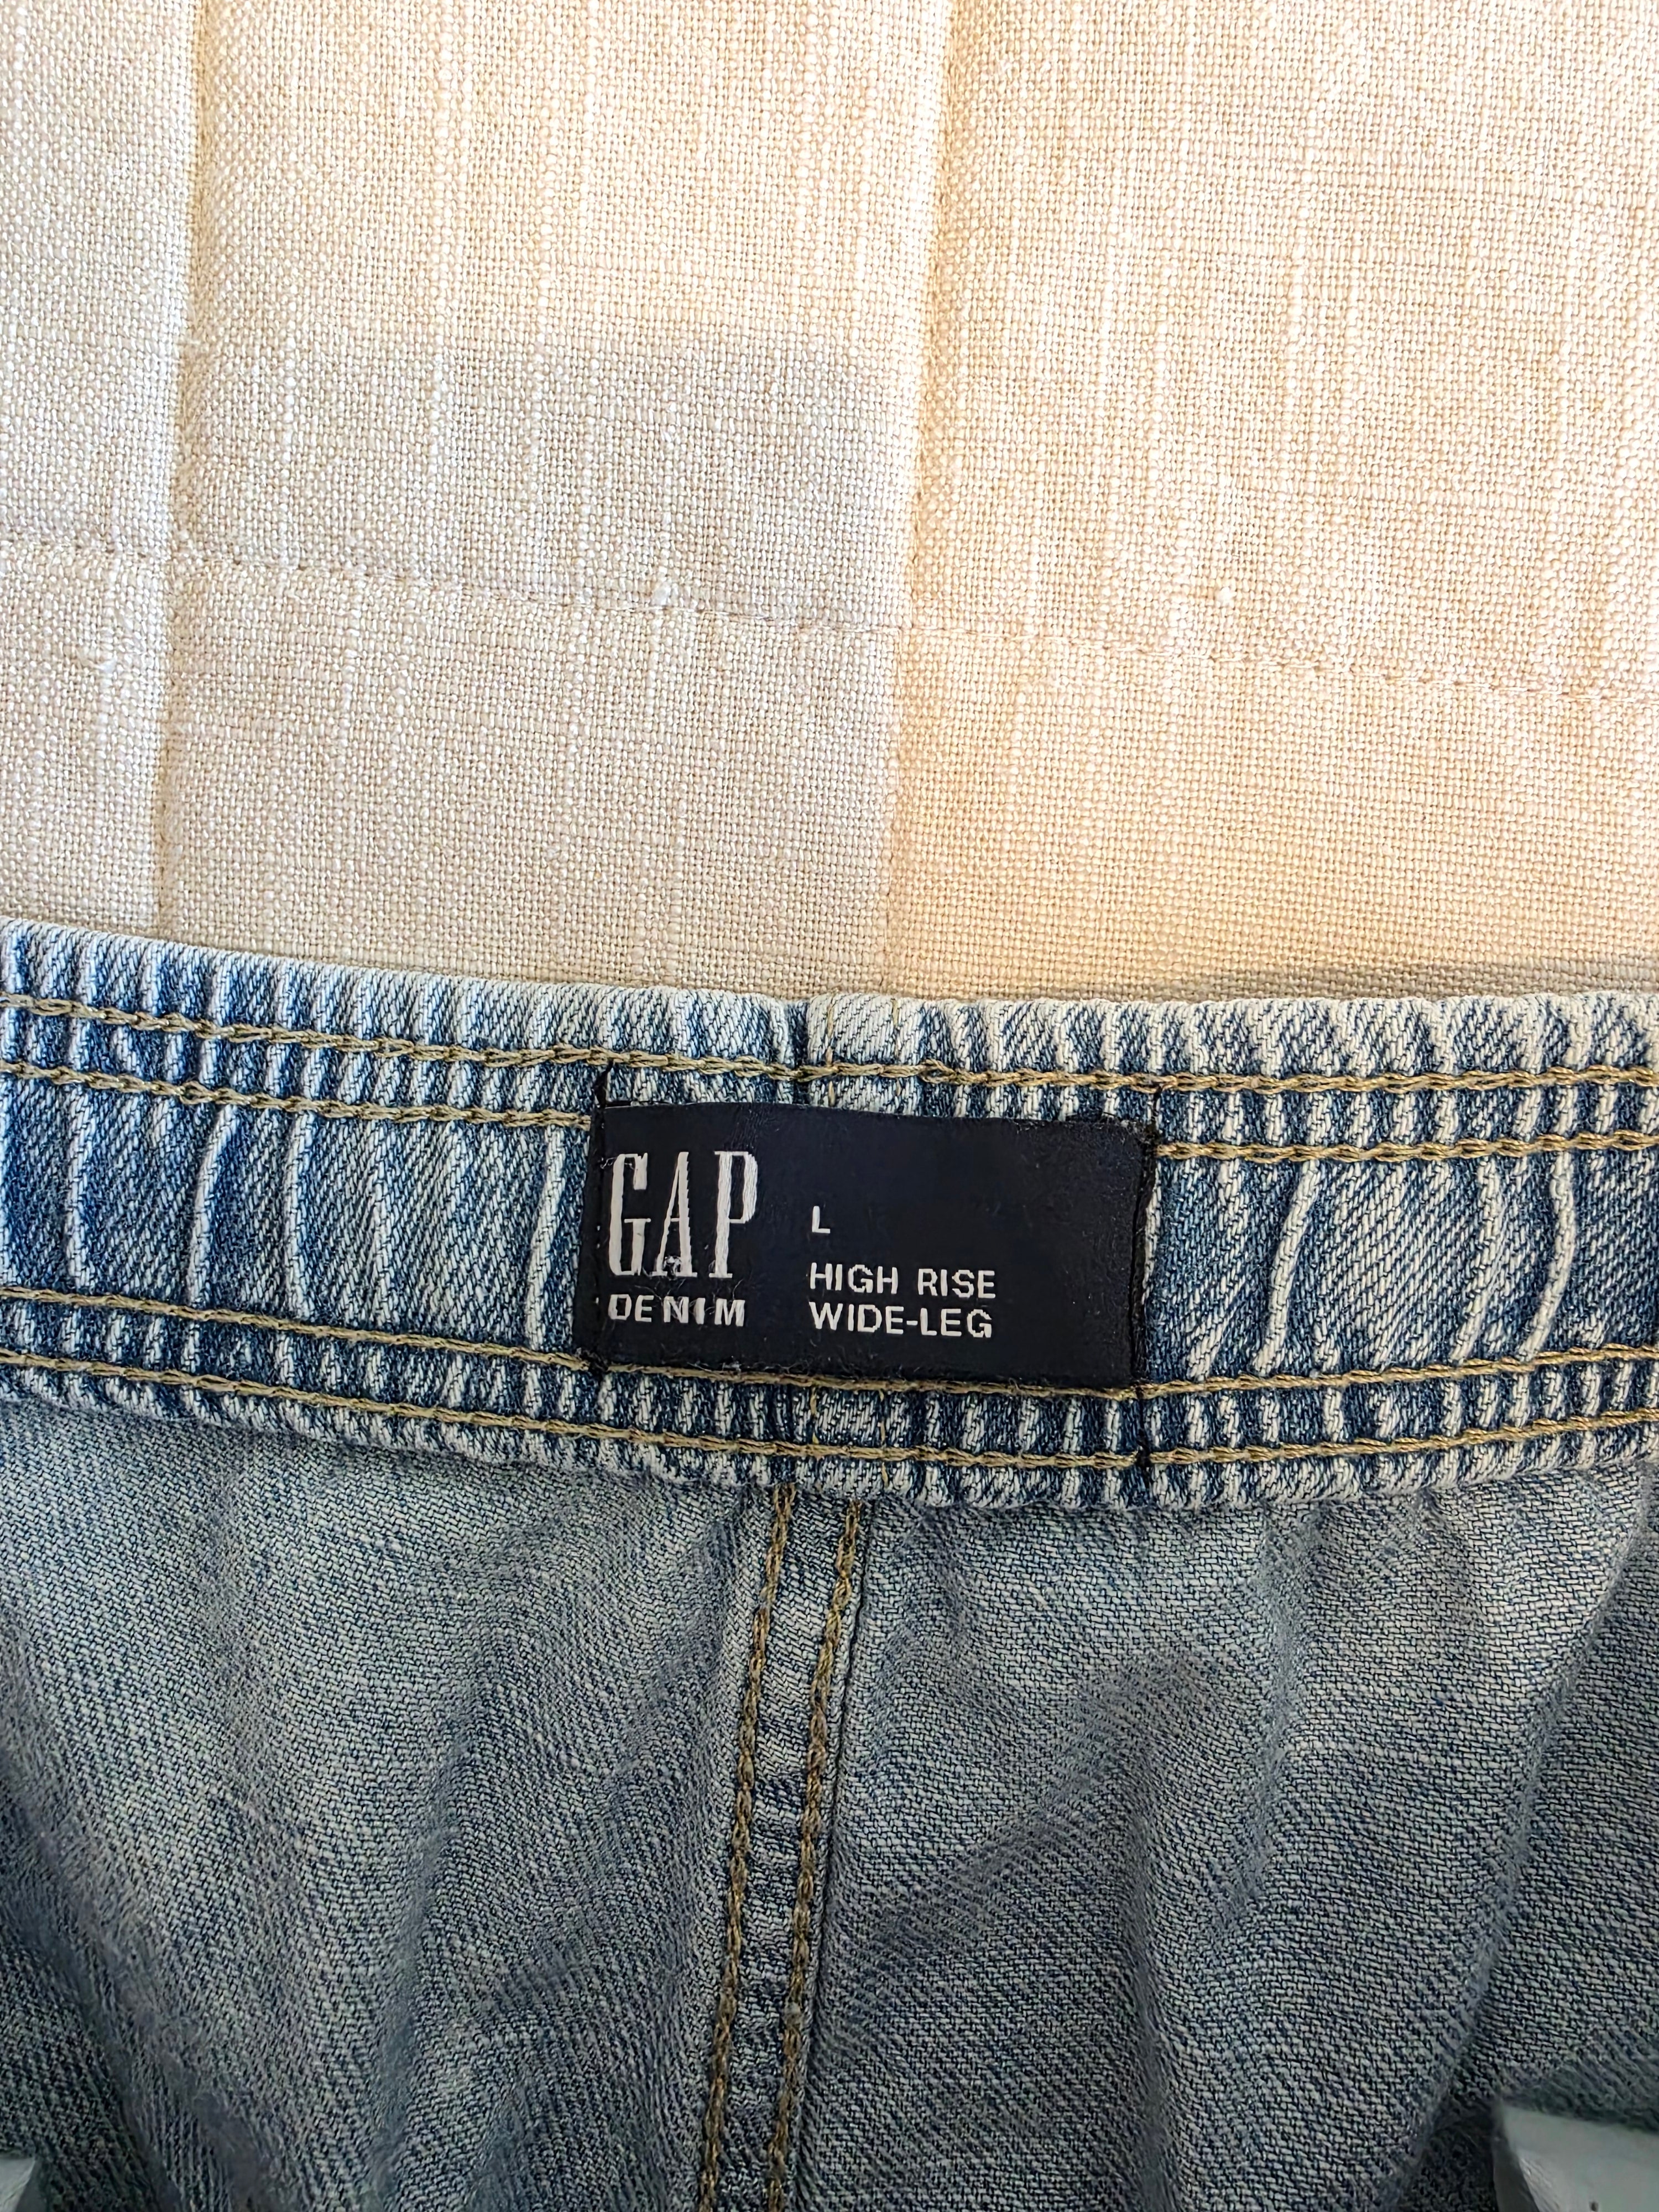 GAP
DENIM
L
HIGH RISE
WIDE-LEG